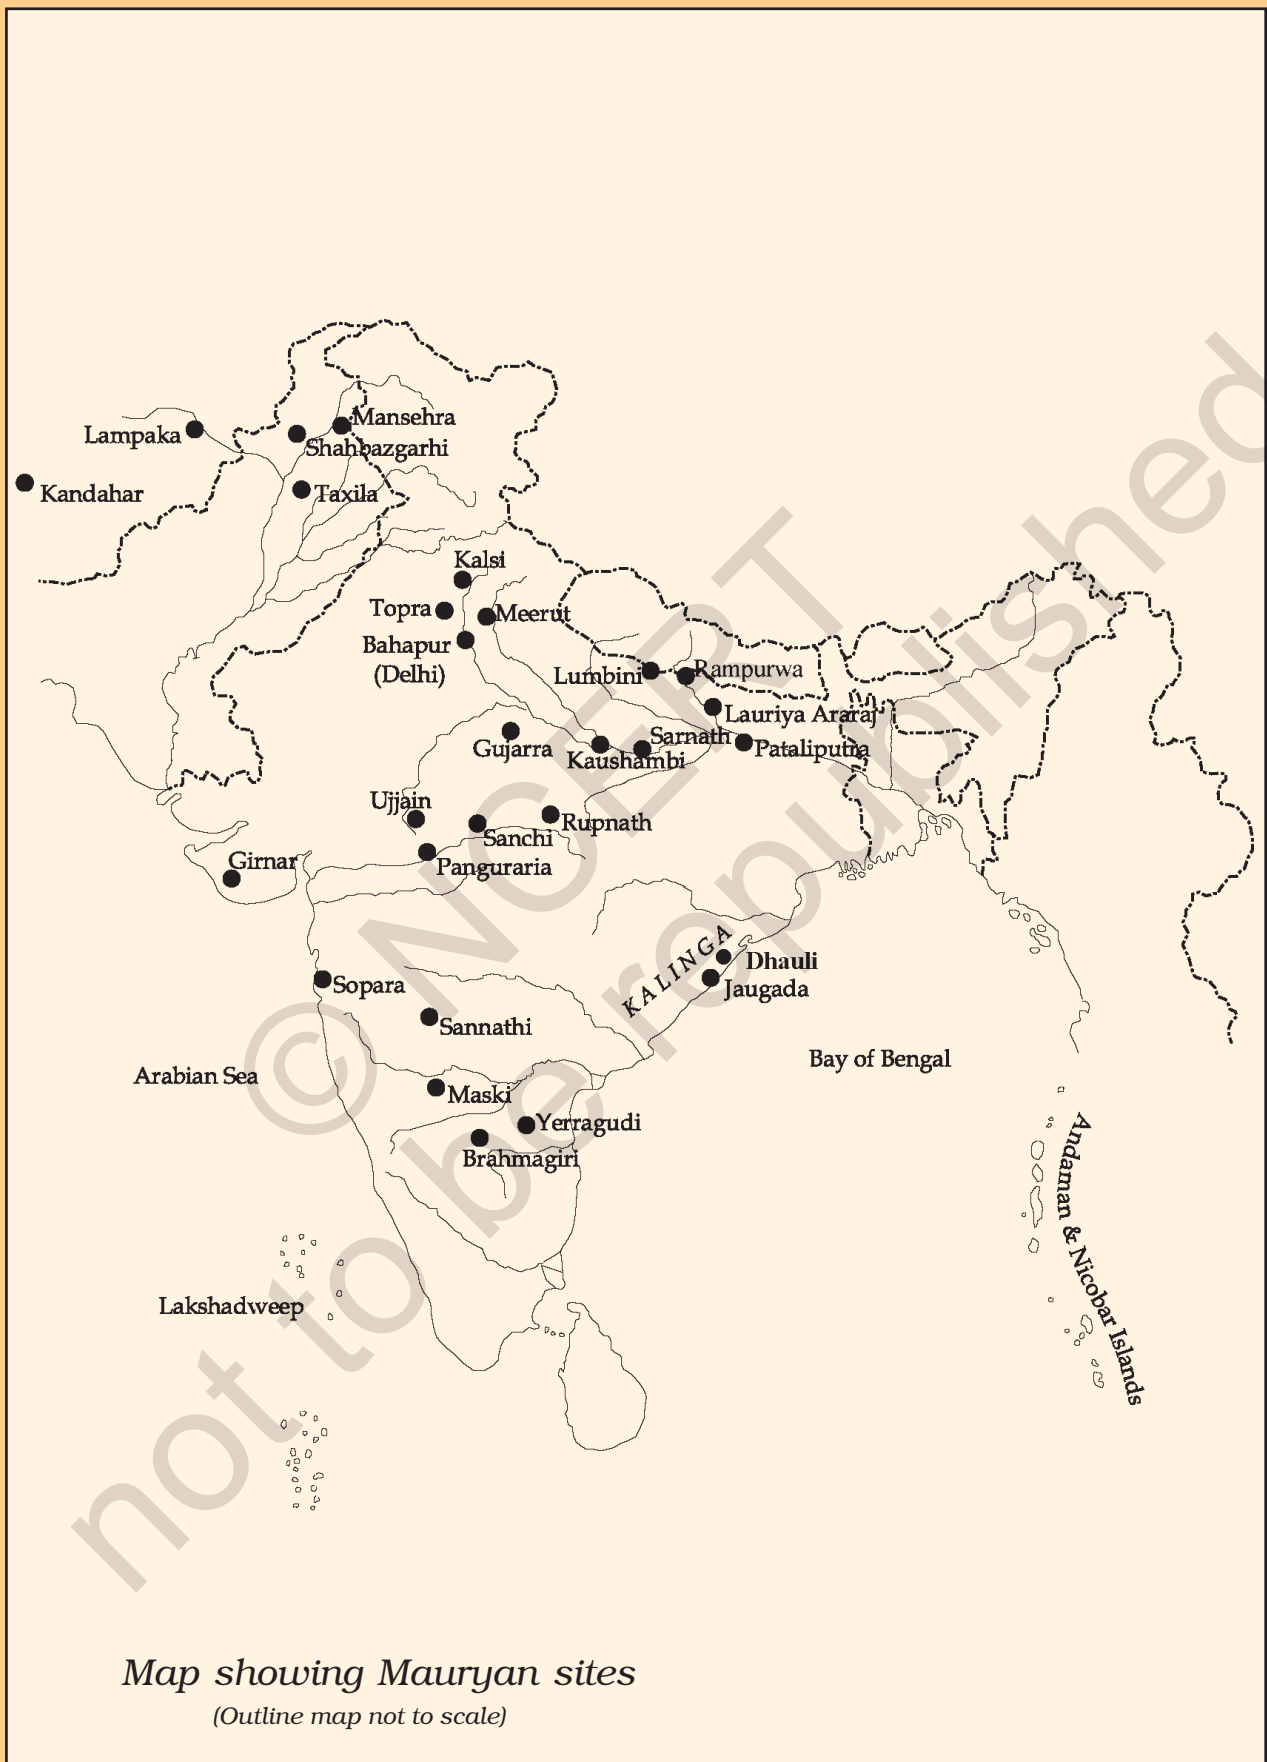 Mansehra
Lampaka
Shahbazgarhi
Kandahar
Taxila
Kalsi
Topra
Meerut
Bahapur
(Delhi)
Lumbini
Rampurwa
Lauriya Araraj
Gujarra
Sarnath
Pataliputra
Kaushambi
Ujjain
Rupnath
Sanchi
Girnar
Panguraria
KALINGA
Dhauli
Sopara
Jaugada
Sannathi
Bay of Bengal
Arabian Sea
Maski
Yerragudi
Brahmagiri
Andaman & Nicobar Islands
Lakshadweep
© NCERT
not to be republished
Map showing Mauryan sites
(Outline map not to scale)